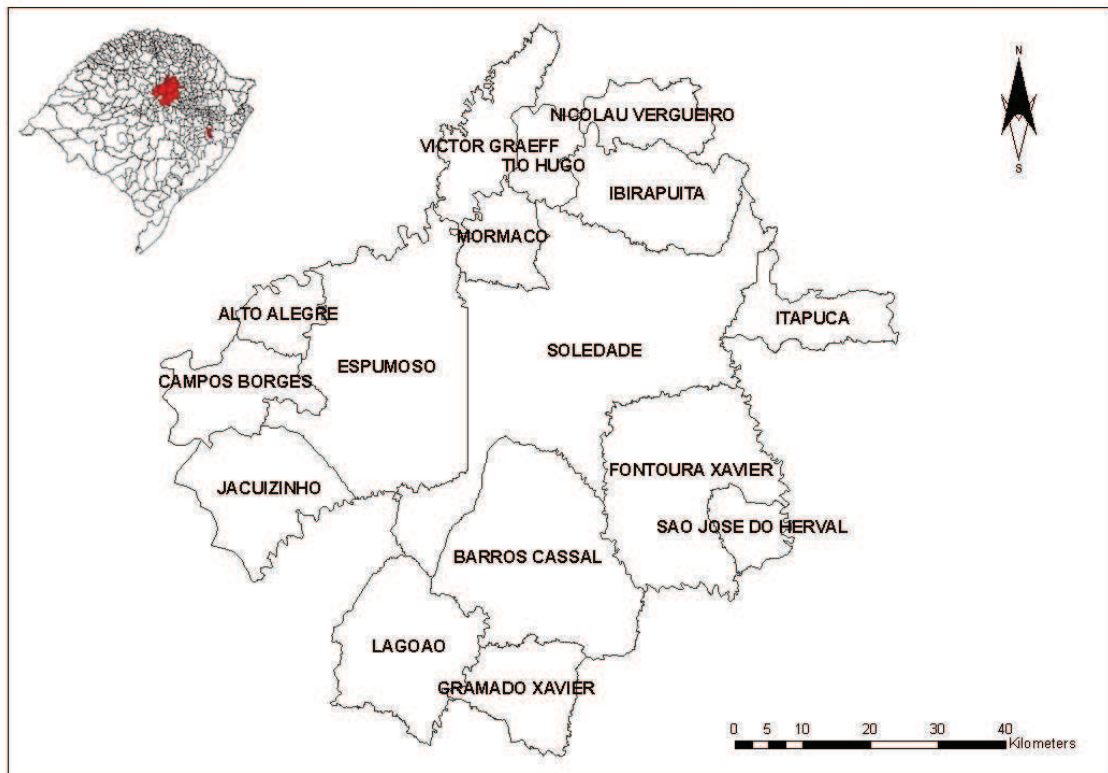 N
S
NICOLAU VERGUEIRO
VICTOR GRAEFF
TIO HUGO
IBIRAPUITA
MORMACO
ALTO ALEGRE
ITAPUCA
SOLEDADE
ESPUMOSO
CAMPOS BORGES
FONTOURA XAVIER
JACUIZINHO
SAO JOSE DO HERVAL
BARROS CASSAL
LAGOAO
GRAMADO XAVIER
0 5 10 20 30 40
Kilometers